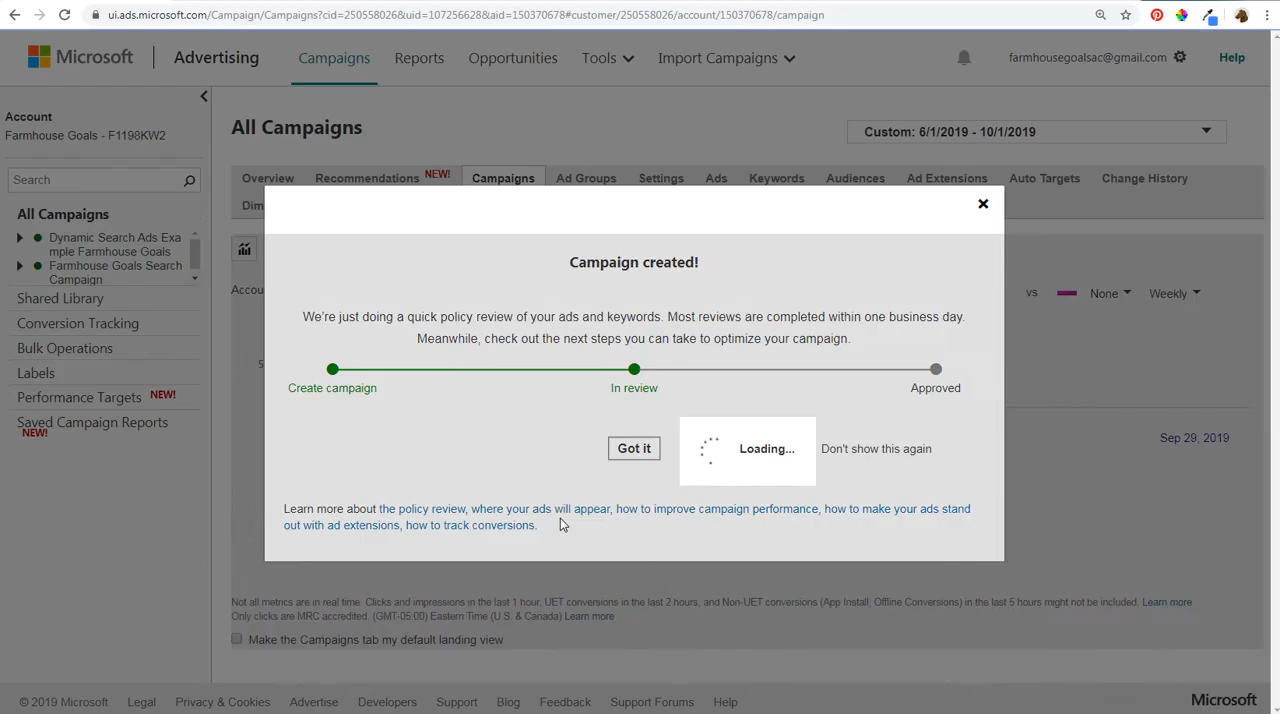 ui.ads.microsoft.com/Campaign/Campaigns?cid=250558026&uid=10725662&aid=150370678#customer/250558026/account/150370678/campaign
Microsoft | Advertising Campaigns Reports Opportunities Tools Import Campaigns farmhousegoalsac@gmail.com Help
Account
Farmhouse Goals - F1198KW2
All Campaigns
Custom: 6/1/2019 - 10/1/2019
Search
Overview Recommendations NEW! Campaigns Ad Groups Settings Ads Keywords Audiences Ad Extensions Auto Targets Change History
Dim
All Campaigns
Dynamic Search Ads Exa
mple Farmhouse Goals
Farmhouse Goals Search
Campaign
Shared Library
Conversion Tracking
Bulk Operations
Labels
Performance Targets NEW!
Saved Campaign Reports
NEW!
Accou
vs None Weekly
5
Sep 29, 2019
Campaign created!
We're just doing a quick policy review of your ads and keywords. Most reviews are completed within one business day.
Meanwhile, check out the next steps you can take to optimize your campaign.
Create campaign In review Approved
Got it Loading... Don't show this again
Learn more about the policy review, where your ads will appear, how to improve campaign performance, how to make your ads stand
out with ad extensions, how to track conversions.
Not all metrics are in real time. Clicks and impressions in the last 1 hour, UET conversions in the last 2 hours, and Non-UET conversions (App Install, Offline Conversions) in the last 5 hours might not be included. Learn more
Only clicks are MRC accredited. (GMT-05:00) Eastern Time (U.S. & Canada) Learn more
Make the Campaigns tab my default landing view
© 2019 Microsoft Legal Privacy & Cookies Advertise Developers Support Blog Feedback Support Forums Help Microsoft